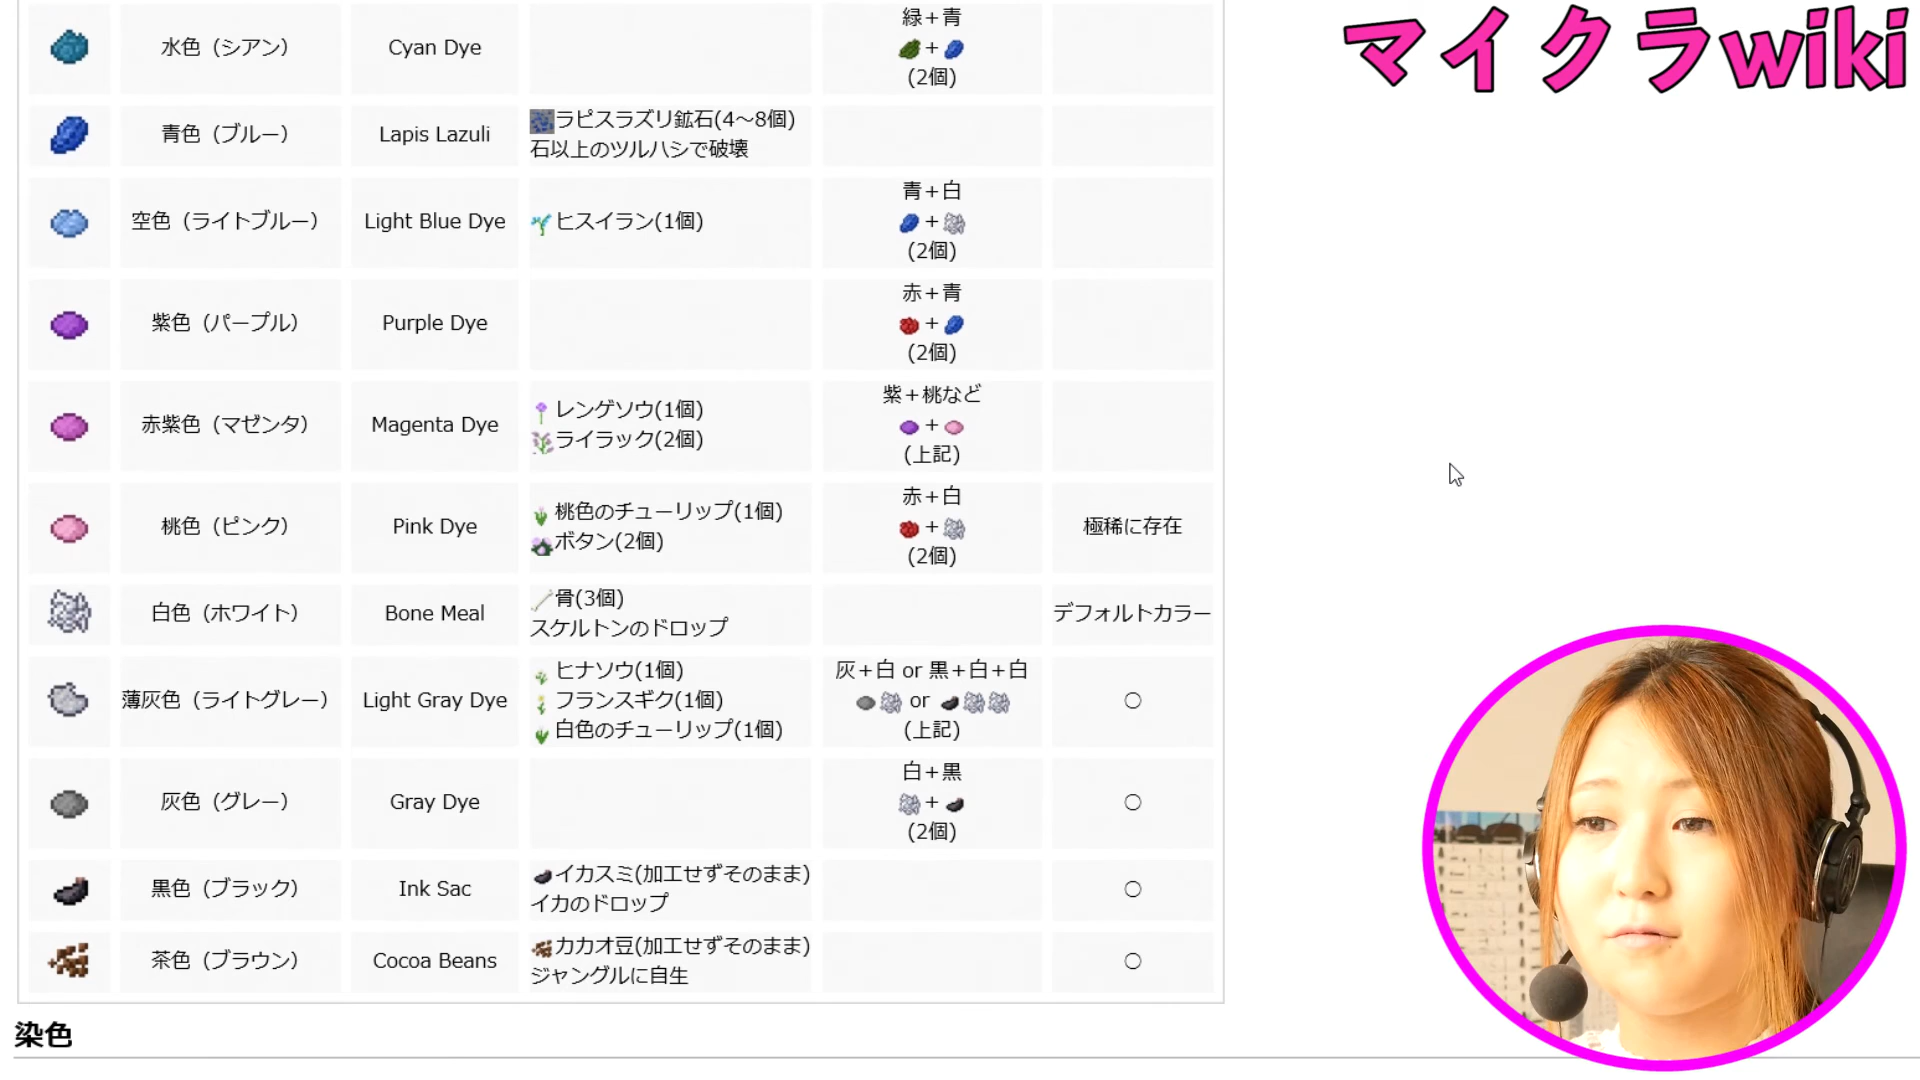 マイクラwiki
水色（シアン）
Cyan Dye
緑＋青
+
(2個)
青色（ブルー）
Lapis Lazuli
ラピスラズリ鉱石(4～8個)
石以上のツルハシで破壊
空色（ライトブルー）
Light Blue Dye
ヒスイラン(1個)
青＋白
+
(2個)
紫色（パープル）
Purple Dye
赤＋青
+
(2個)
赤紫色（マゼンタ）
Magenta Dye
レンゲソウ(1個)
ライラック(2個)
紫＋桃など
+
(上記)
桃色（ピンク）
Pink Dye
桃色のチューリップ(1個)
ボタン(2個)
赤＋白
+
(2個)
極稀に存在
白色（ホワイト）
Bone Meal
骨(3個)
スケルトンのドロップ
デフォルトカラー
薄灰色（ライトグレー）
Light Gray Dye
ヒナソウ(1個)
フランスギク(1個)
白色のチューリップ(1個)
灰＋白 or 黒＋白＋白
or
(上記)
○
灰色（グレー）
Gray Dye
白＋黒
+
(2個)
○
黒色（ブラック）
Ink Sac
イカスミ(加工せずそのまま)
イカのドロップ
○
茶色（ブラウン）
Cocoa Beans
カカオ豆(加工せずそのまま)
ジャングルに自生
○
染色